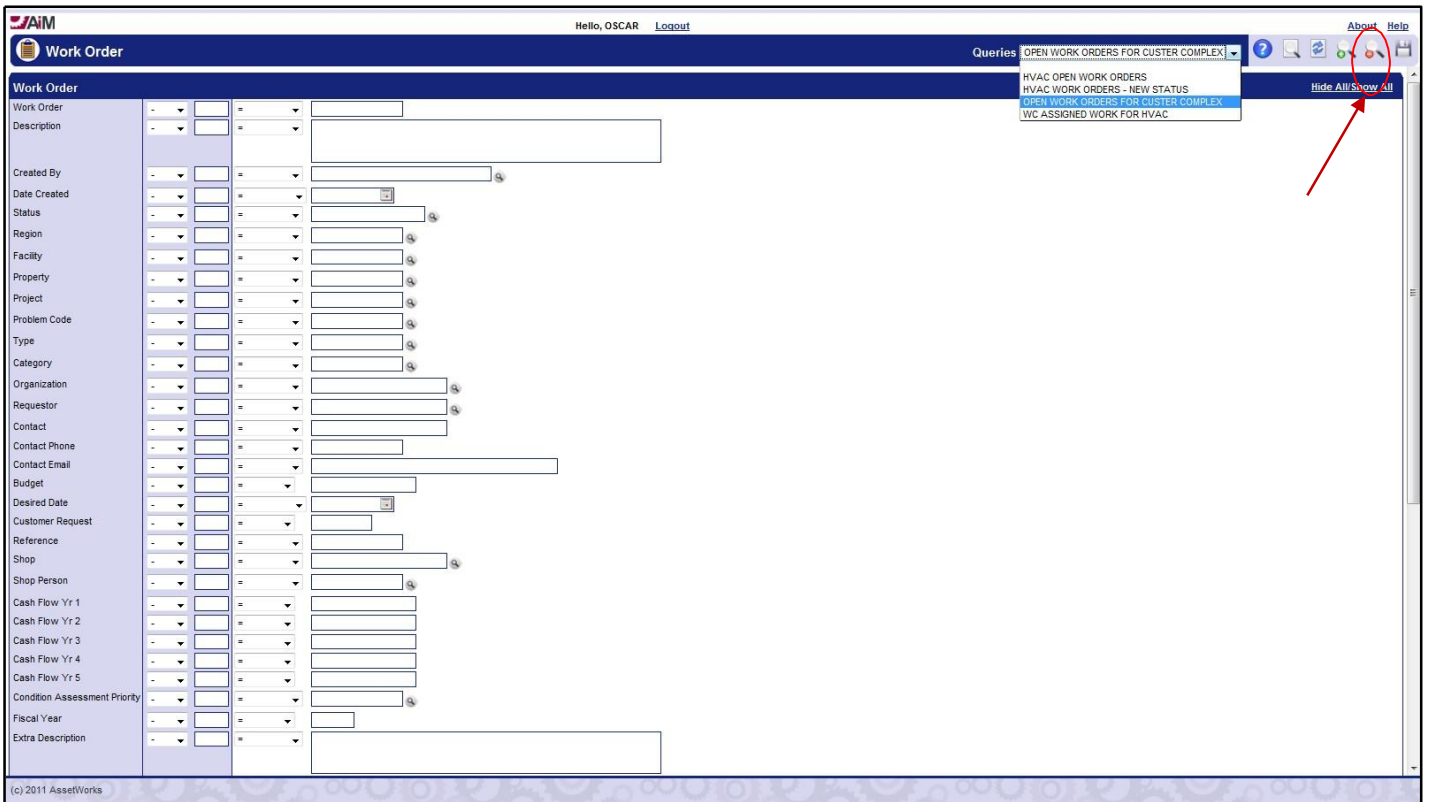 AiM
Hello, OSCAR Logout About Help
Work Order
Queries OPEN WORK ORDERS FOR CUSTER COMPLEX
HVAC OPEN WORK ORDERS
HVAC WORK ORDERS - NEW STATUS
OPEN WORK ORDERS FOR CUSTER COMPLEX
WC ASSIGNED WORK FOR HVAC
Work Order Hide All/Show All
Work Order - =
Description - =
Created By - =
Date Created - =
Status - =
Region - =
Facility - =
Property - =
Project - =
Problem Code - =
Type - =
Category - =
Organization - =
Requestor - =
Contact - =
Contact Phone - =
Contact Email - =
Budget - =
Desired Date - =
Customer Request - =
Reference - =
Shop - =
Shop Person - =
Cash Flow Yr 1 - =
Cash Flow Yr 2 - =
Cash Flow Yr 3 - =
Cash Flow Yr 4 - =
Cash Flow Yr 5 - =
Condition Assessment Priority - =
Fiscal Year - =
Extra Description - =
(c) 2011 AssetWorks